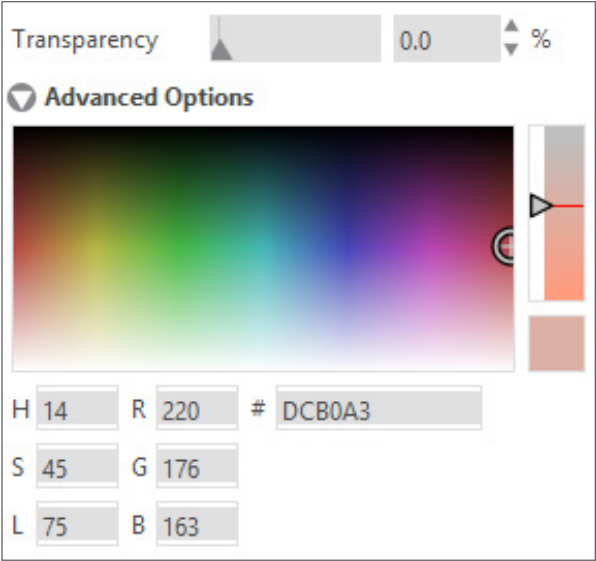 Transparency 0.0 %
Advanced Options
H 14 R 220 # DCB0A3
S 45 G 176
L 75 B 163